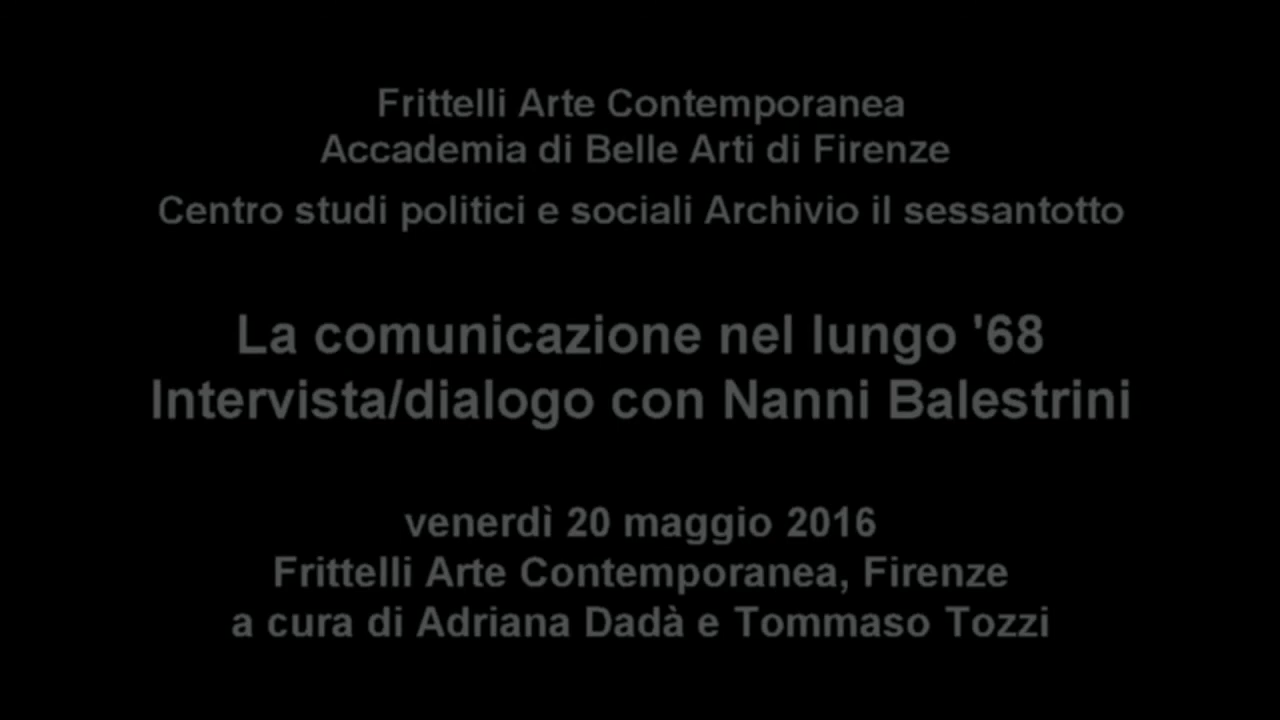 Frittelli Arte Contemporanea
Accademia di Belle Arti di Firenze
Centro studi politici e sociali Archivio il sessantotto
La comunicazione nel lungo '68
Intervista/dialogo con Nanni Balestrini
venerdì 20 maggio 2016
Frittelli Arte Contemporanea, Firenze
a cura di Adriana Dadà e Tommaso Tozzi